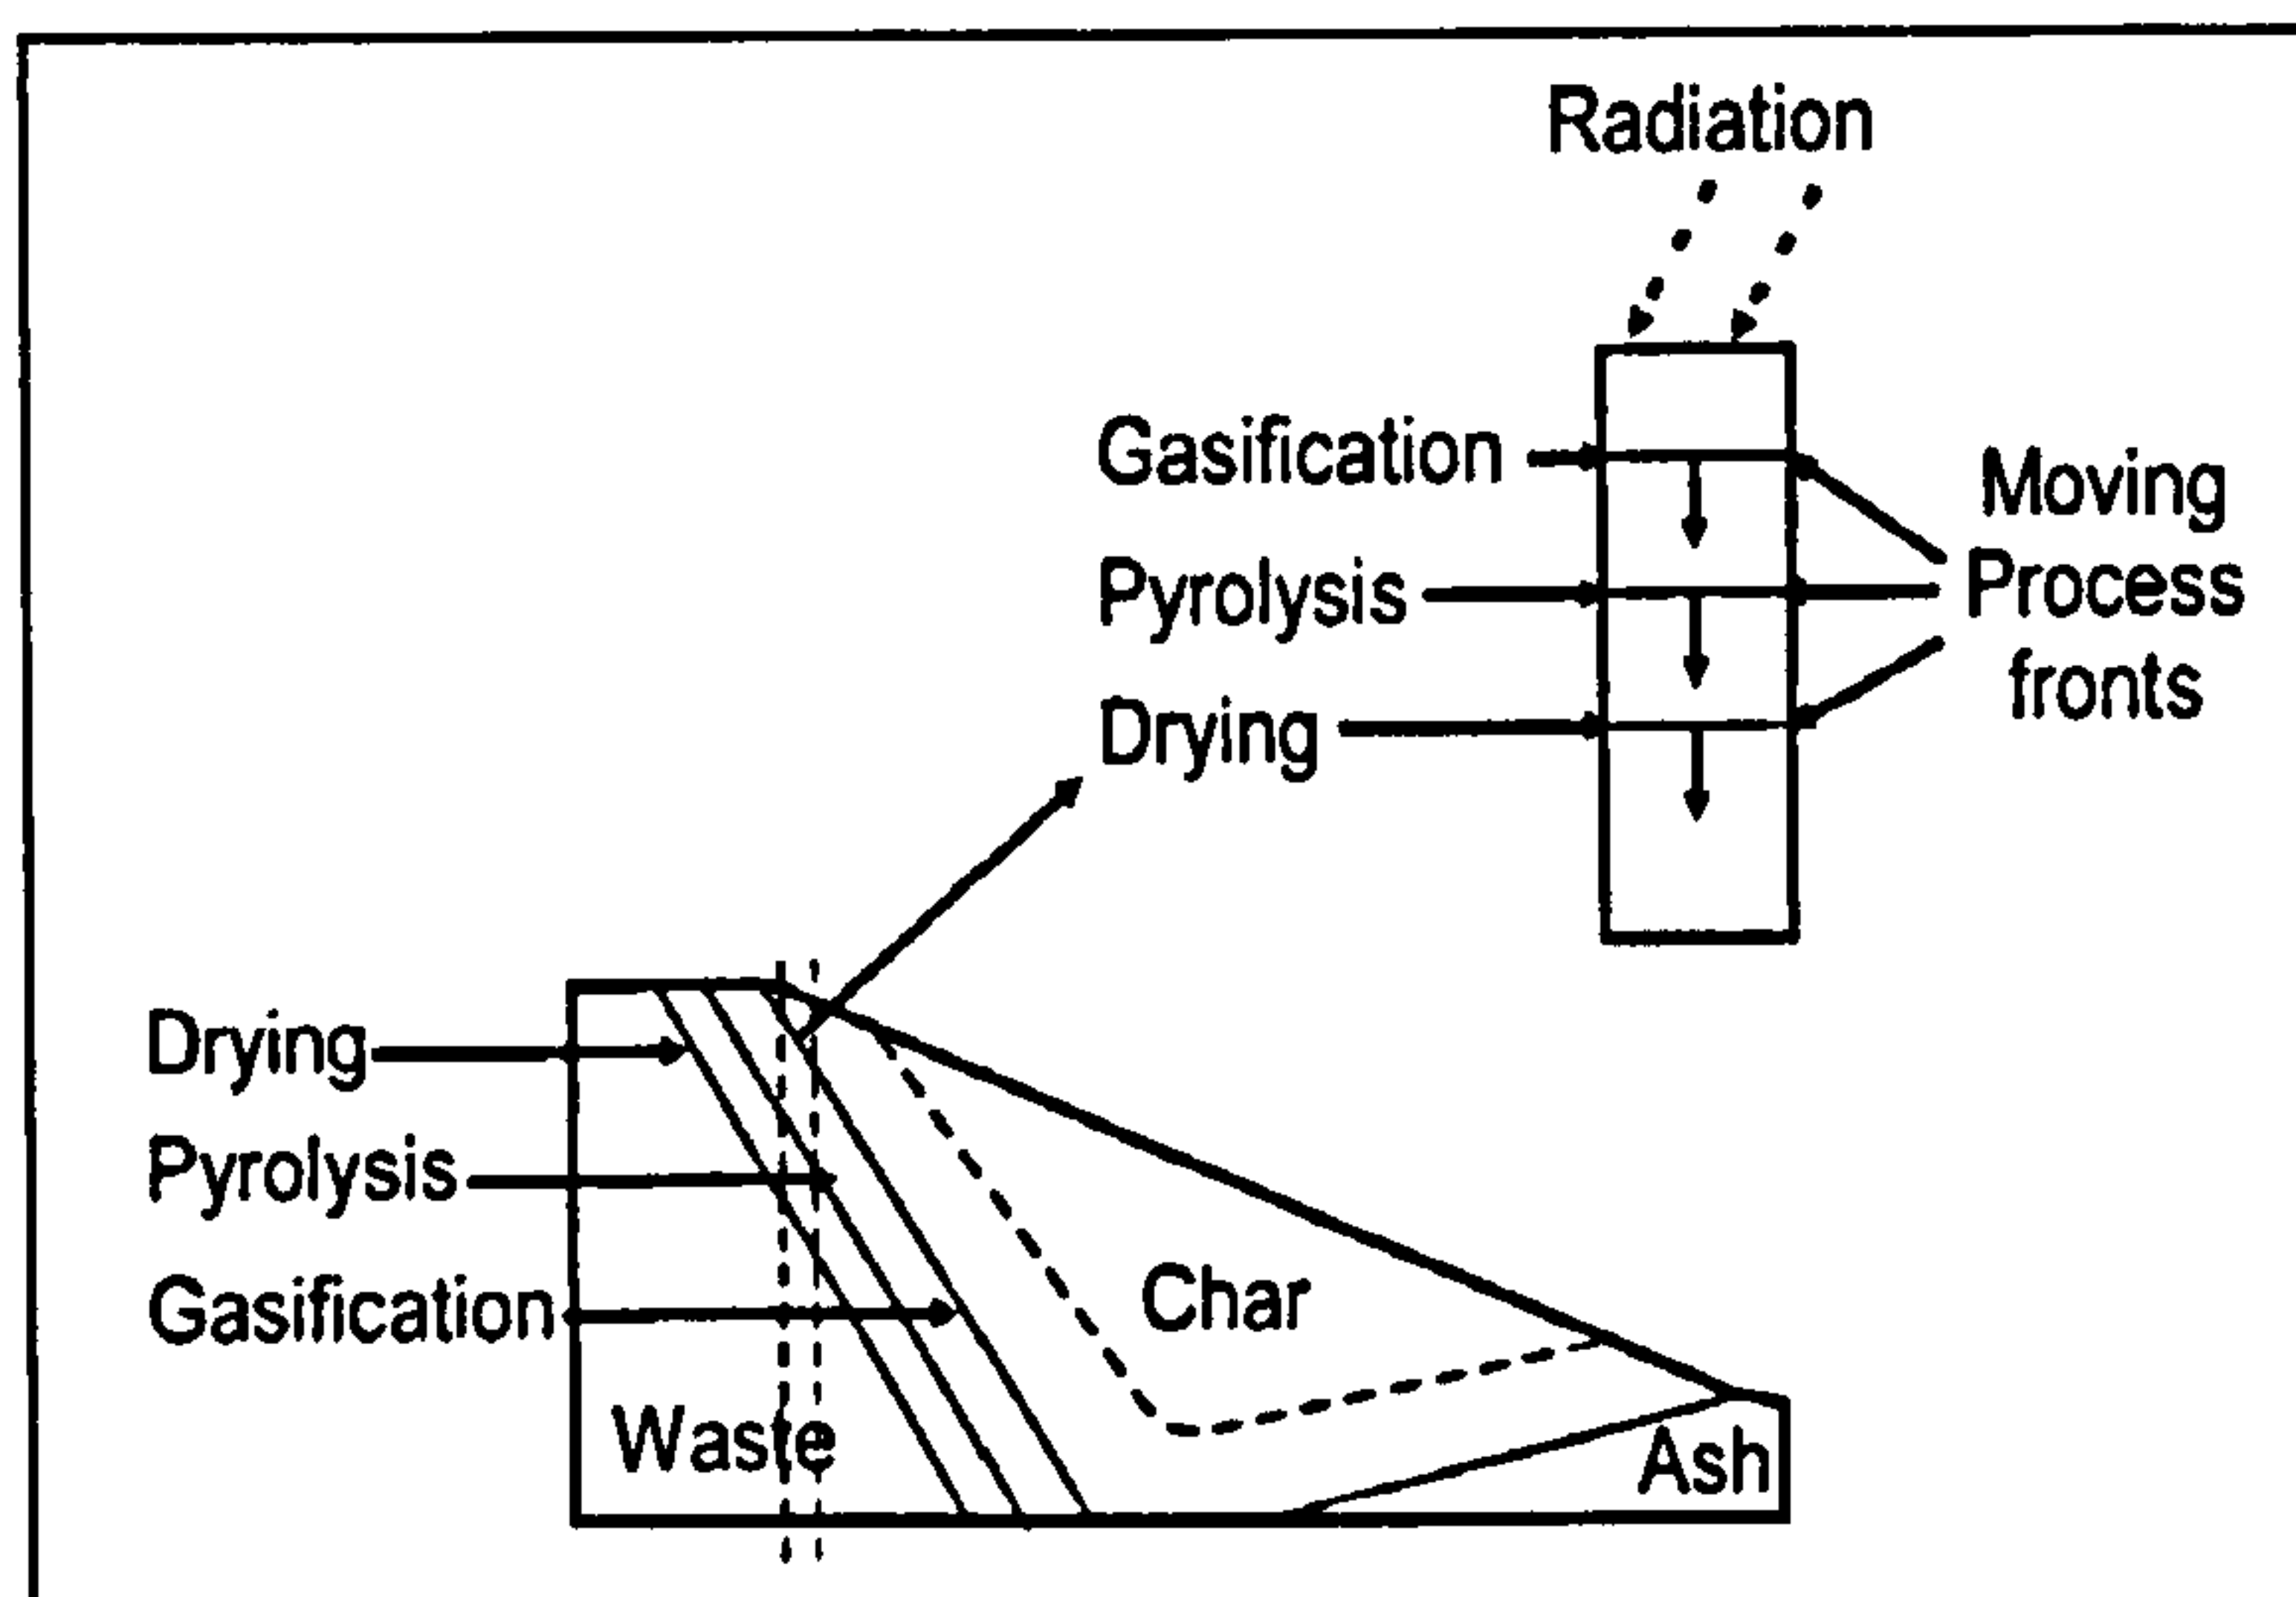 Radiation
Gasification
Pyrolysis
Drying
Moving
Process
fronts
Drying
Pyrolysis
Gasification
Waste
Char
Ash